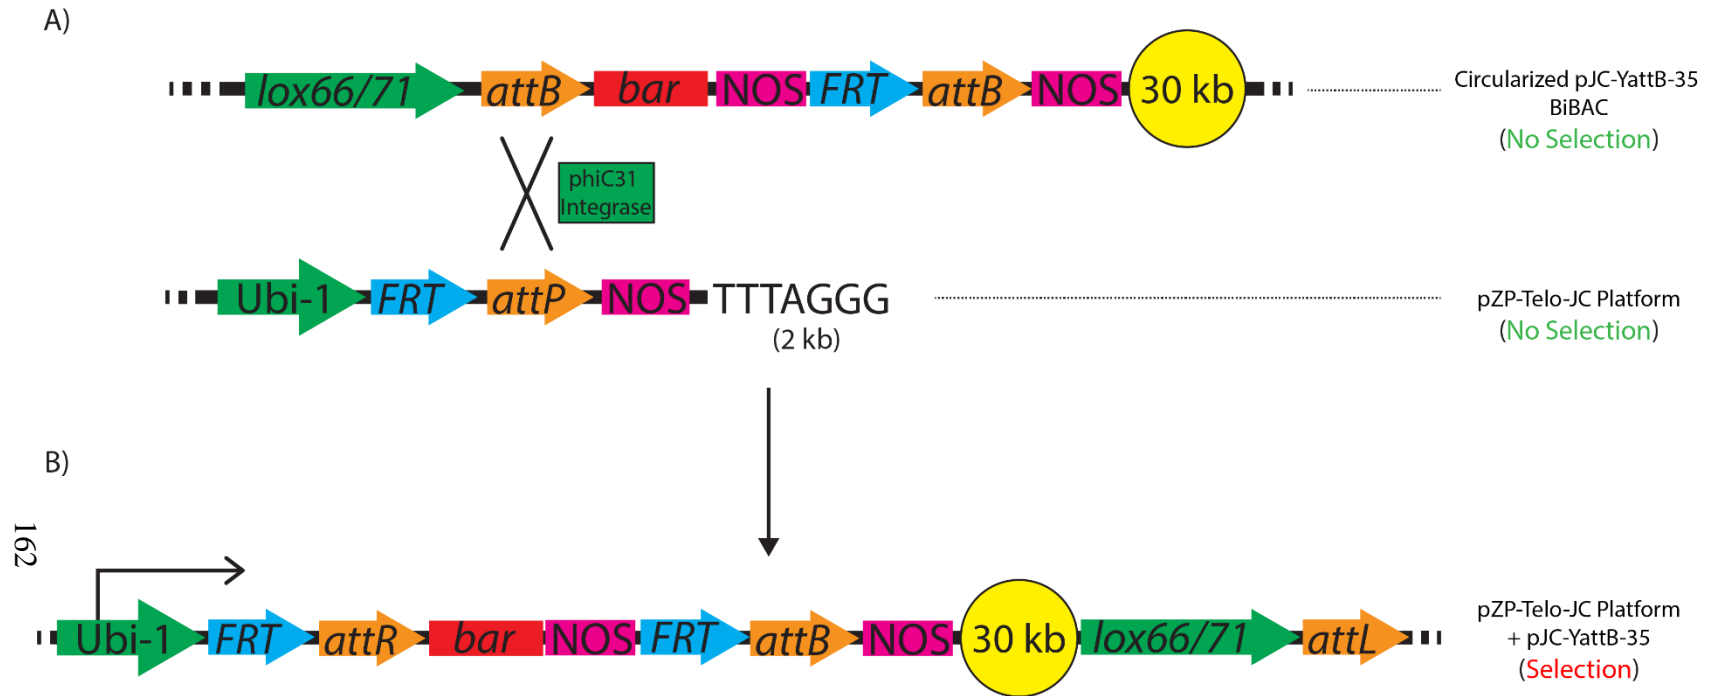 A)
lox66/71 attB bar NOS FRT attB NOS 30 kb
Circularized pJC-YattB-35
BiBAC
(No Selection)
phiC31
Integrase
Ubi-1 FRT attP NOS TTTAGGG
(2 kb)
pZP-Telo-JC Platform
(No Selection)
B)
162
Ubi-1 FRT attR bar NOS FRT attB NOS 30 kb lox66/71 attL
pZP-Telo-JC Platform
+ pJC-YattB-35
(Selection)